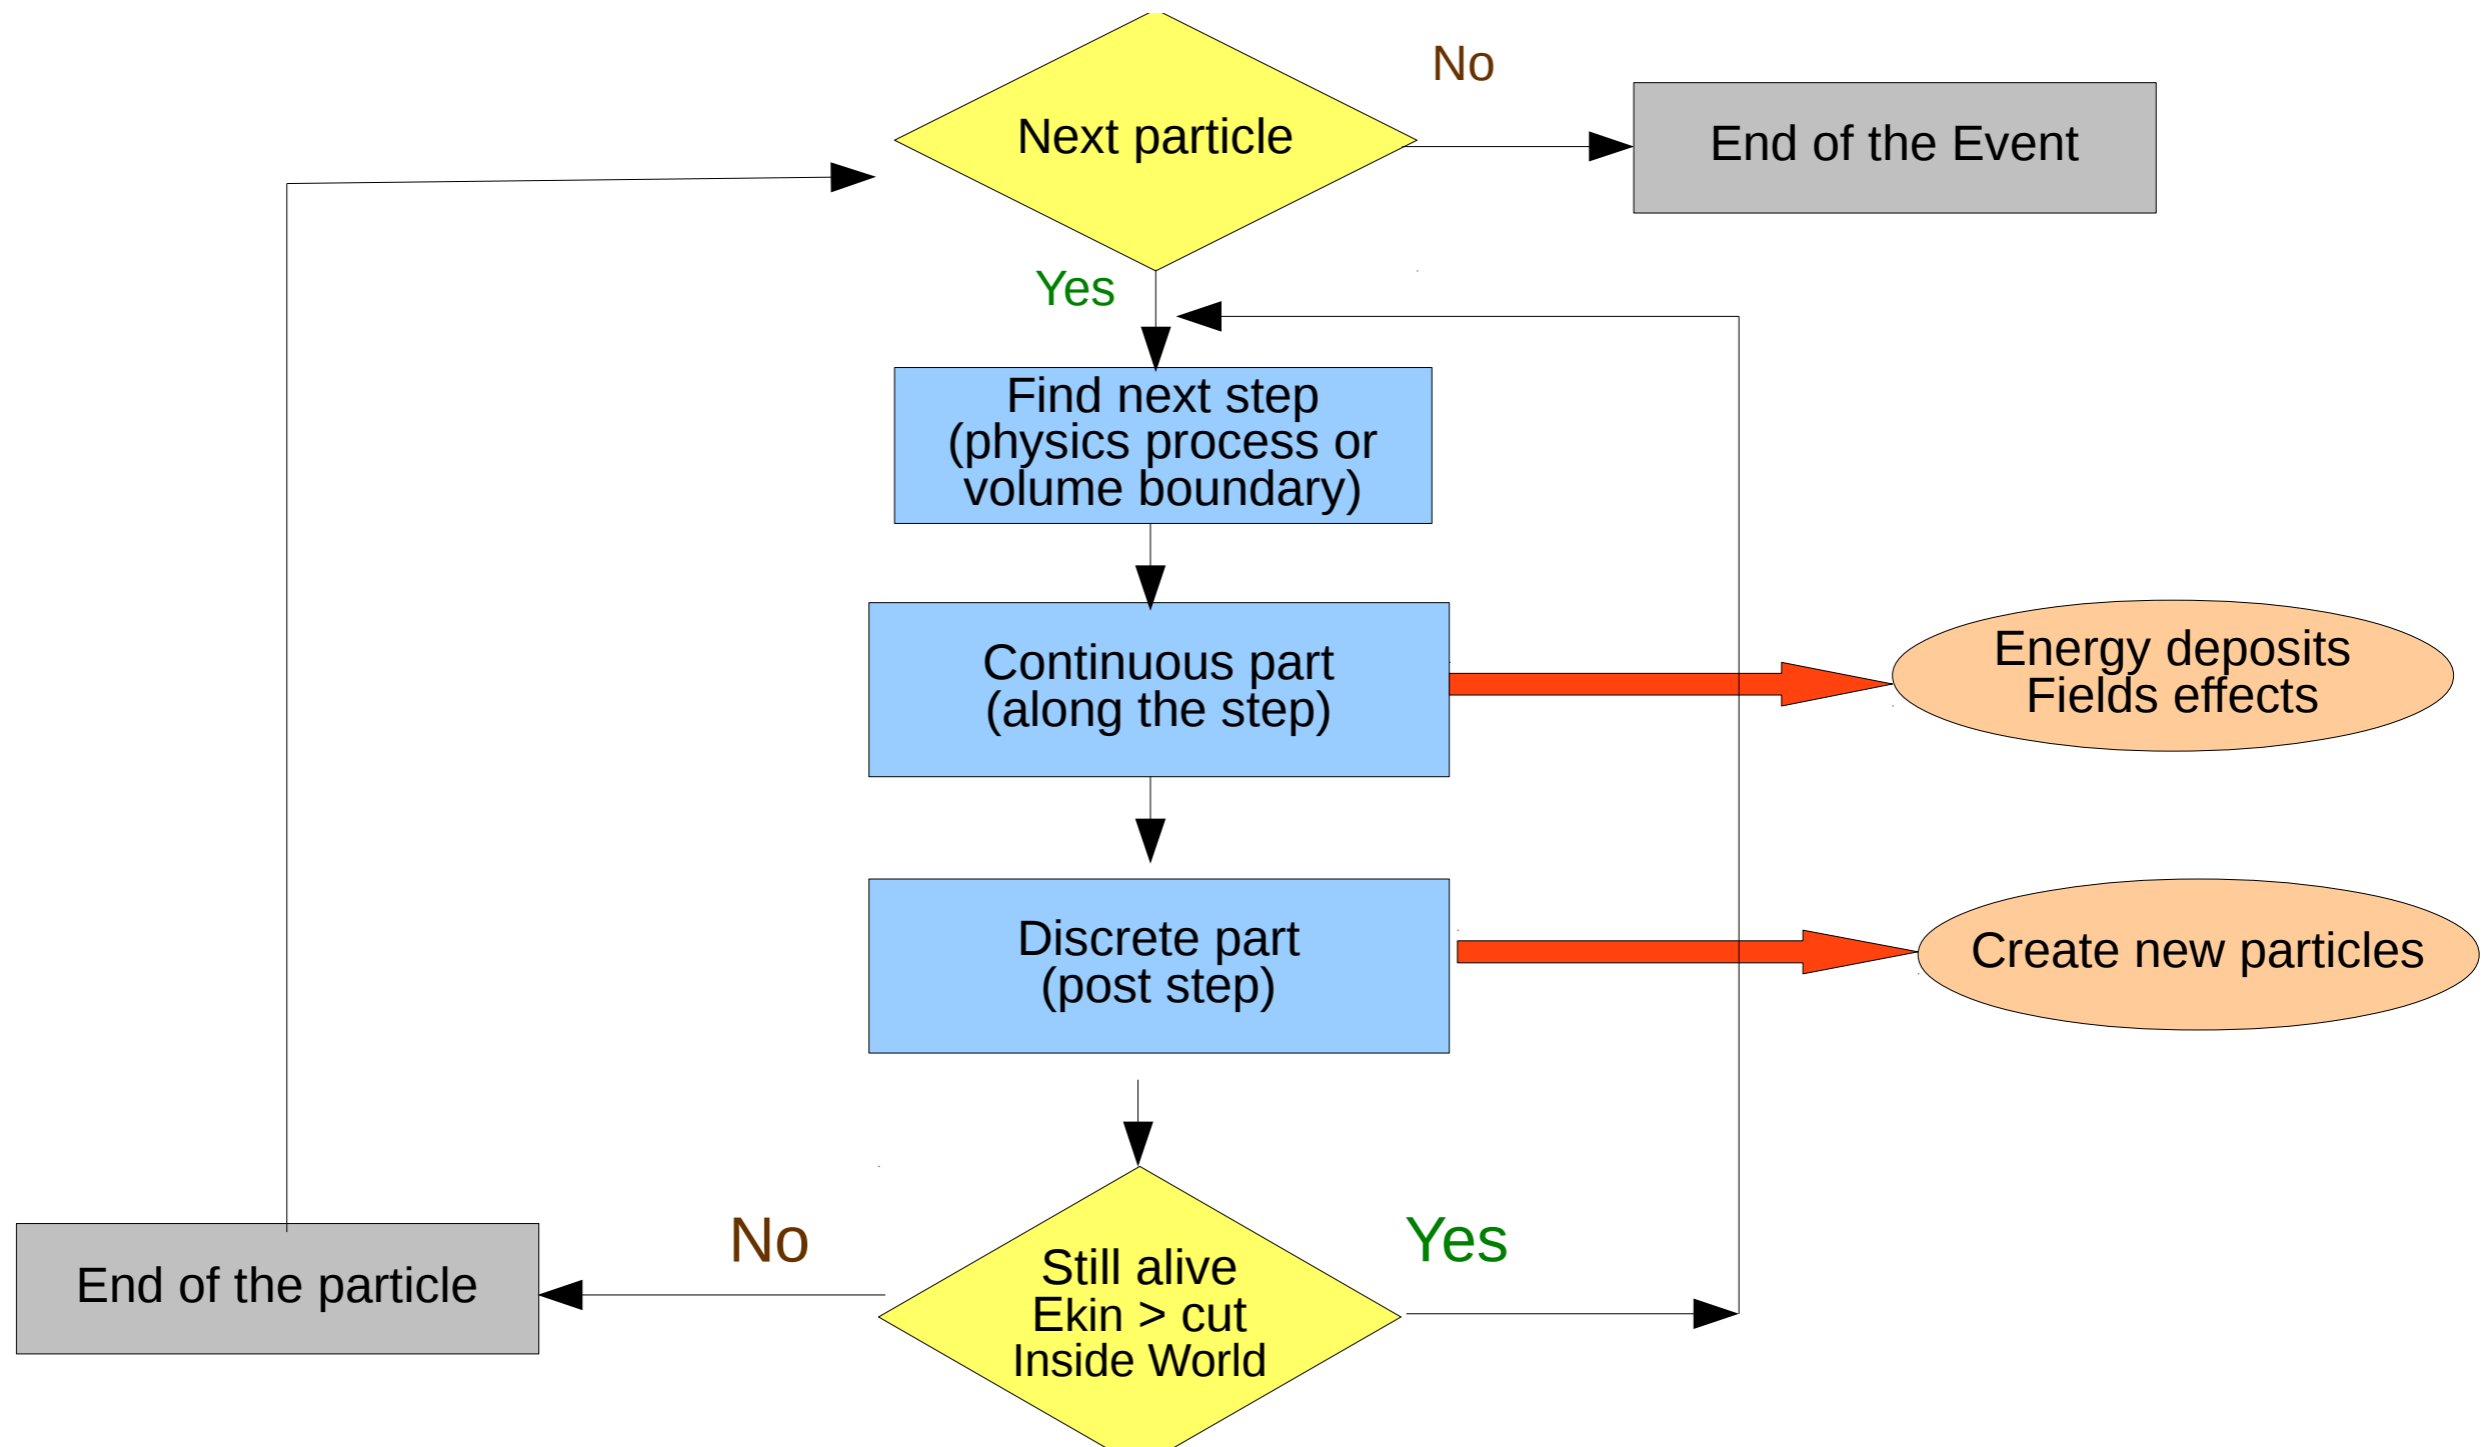 No
Next particle
End of the Event
Yes
Find next step
(physics process or
volume boundary)
Continuous part
(along the step)
Energy deposits
Fields effects
Discrete part
(post step)
Create new particles
No
Yes
Still alive
Ekin > cut
Inside World
End of the particle